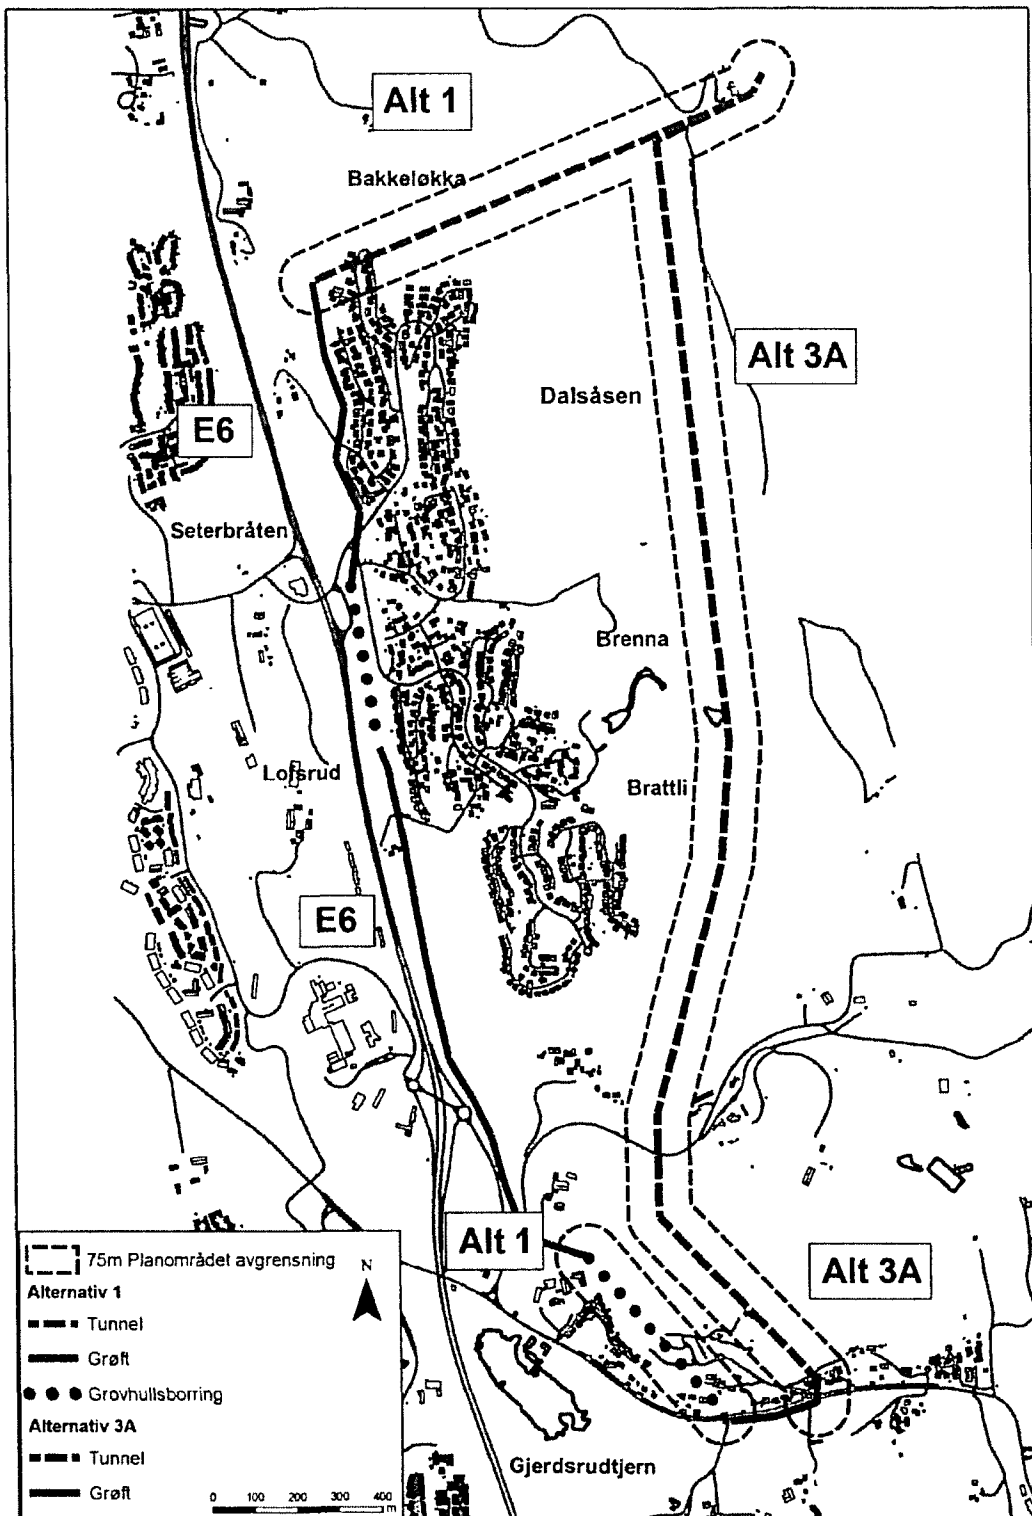 Alt 1
Bakkeløkka
Alt 3A
Dalsåsen
E6
Seterbråten
Brenna
Lofsrud
Brattli
E6
Alt 1
Alt 3A
Gjerdsrudtjern
75m Planområdet avgrensning
N
Alternativ 1
Tunnel
Grøft
Grovhullsborring
Alternativ 3A
Tunnel
Grøft
0 100 200 300 400
m